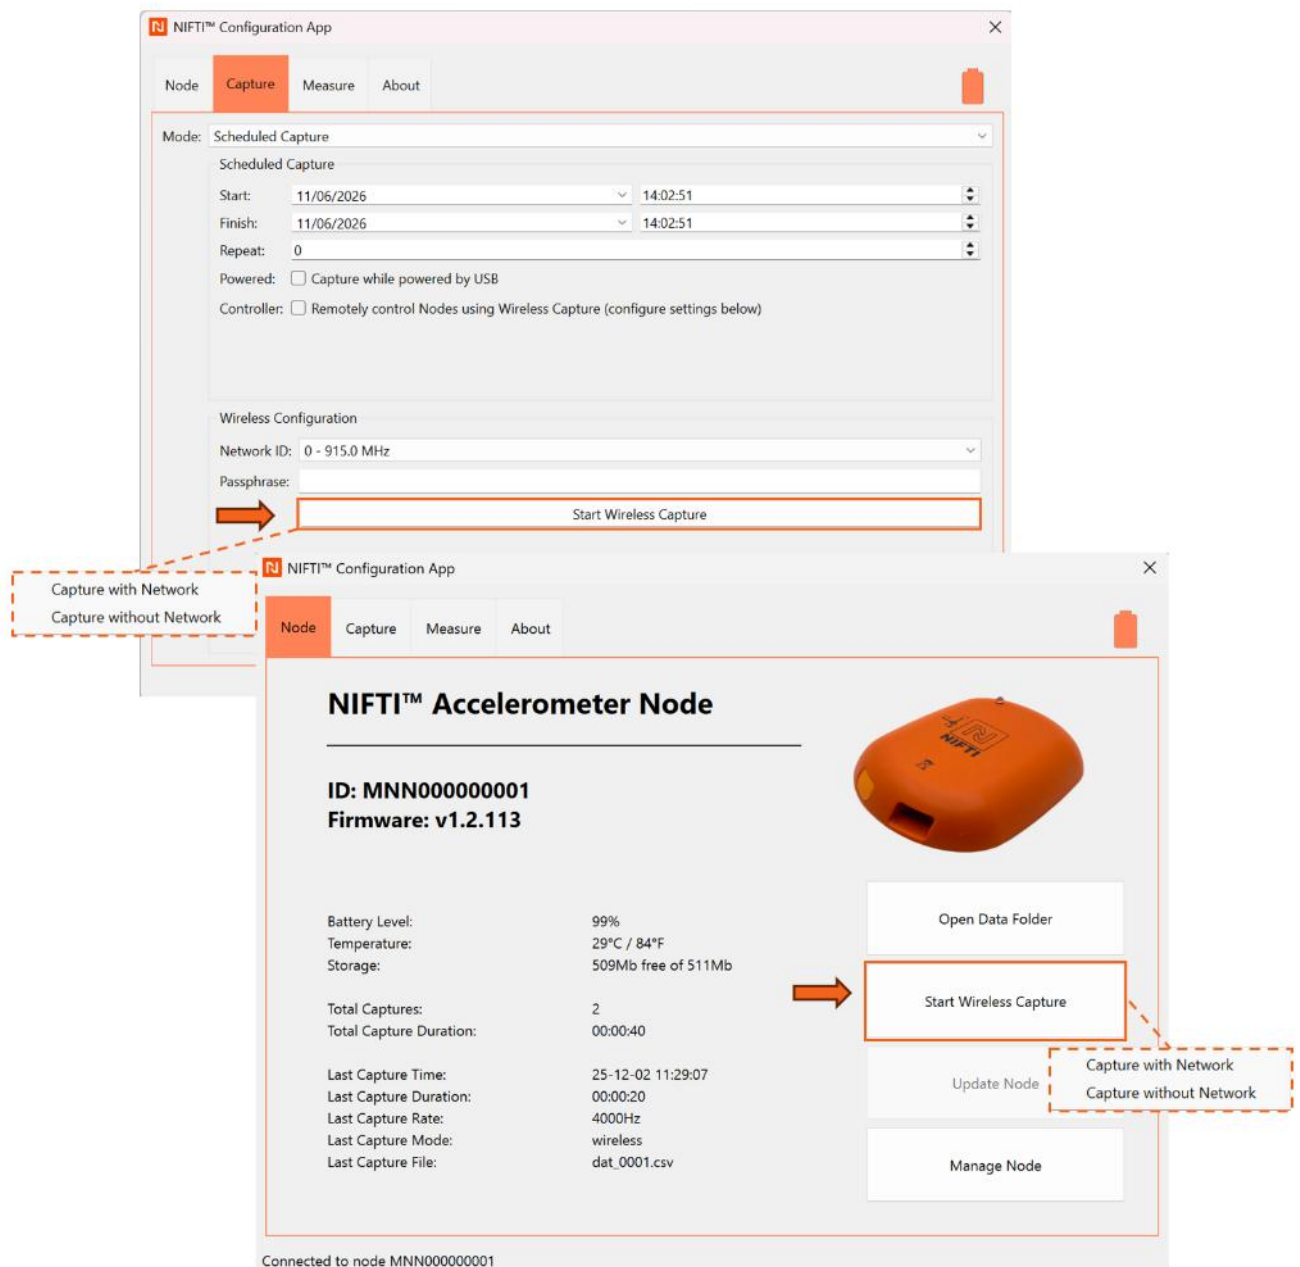 NIFTI™ Configuration App
Node Capture Measure About
Mode: Scheduled Capture
Scheduled Capture
Start: 11/06/2026 14:02:51
Finish: 11/06/2026 14:02:51
Repeat: 0
Powered: Capture while powered by USB
Controller: Remotely control Nodes using Wireless Capture (configure settings below)
Wireless Configuration
Network ID: 0 - 915.0 MHz
Passphrase:
Start Wireless Capture
Capture with Network
Capture without Network
NIFTI™ Configuration App
Node Capture Measure About
NIFTI™ Accelerometer Node
NIFTI
ID: MNN000000001
Firmware: v1.2.113
Battery Level: 99%
Temperature: 29°C / 84°F
Storage: 509Mb free of 511Mb
Total Captures: 2
Total Capture Duration: 00:00:40
Last Capture Time: 25-12-02 11:29:07
Last Capture Duration: 00:00:20
Last Capture Rate: 4000Hz
Last Capture Mode: wireless
Last Capture File: dat_0001.csv
Open Data Folder
Start Wireless Capture
Capture with Network
Capture without Network
Update Node
Manage Node
Connected to node MNN000000001